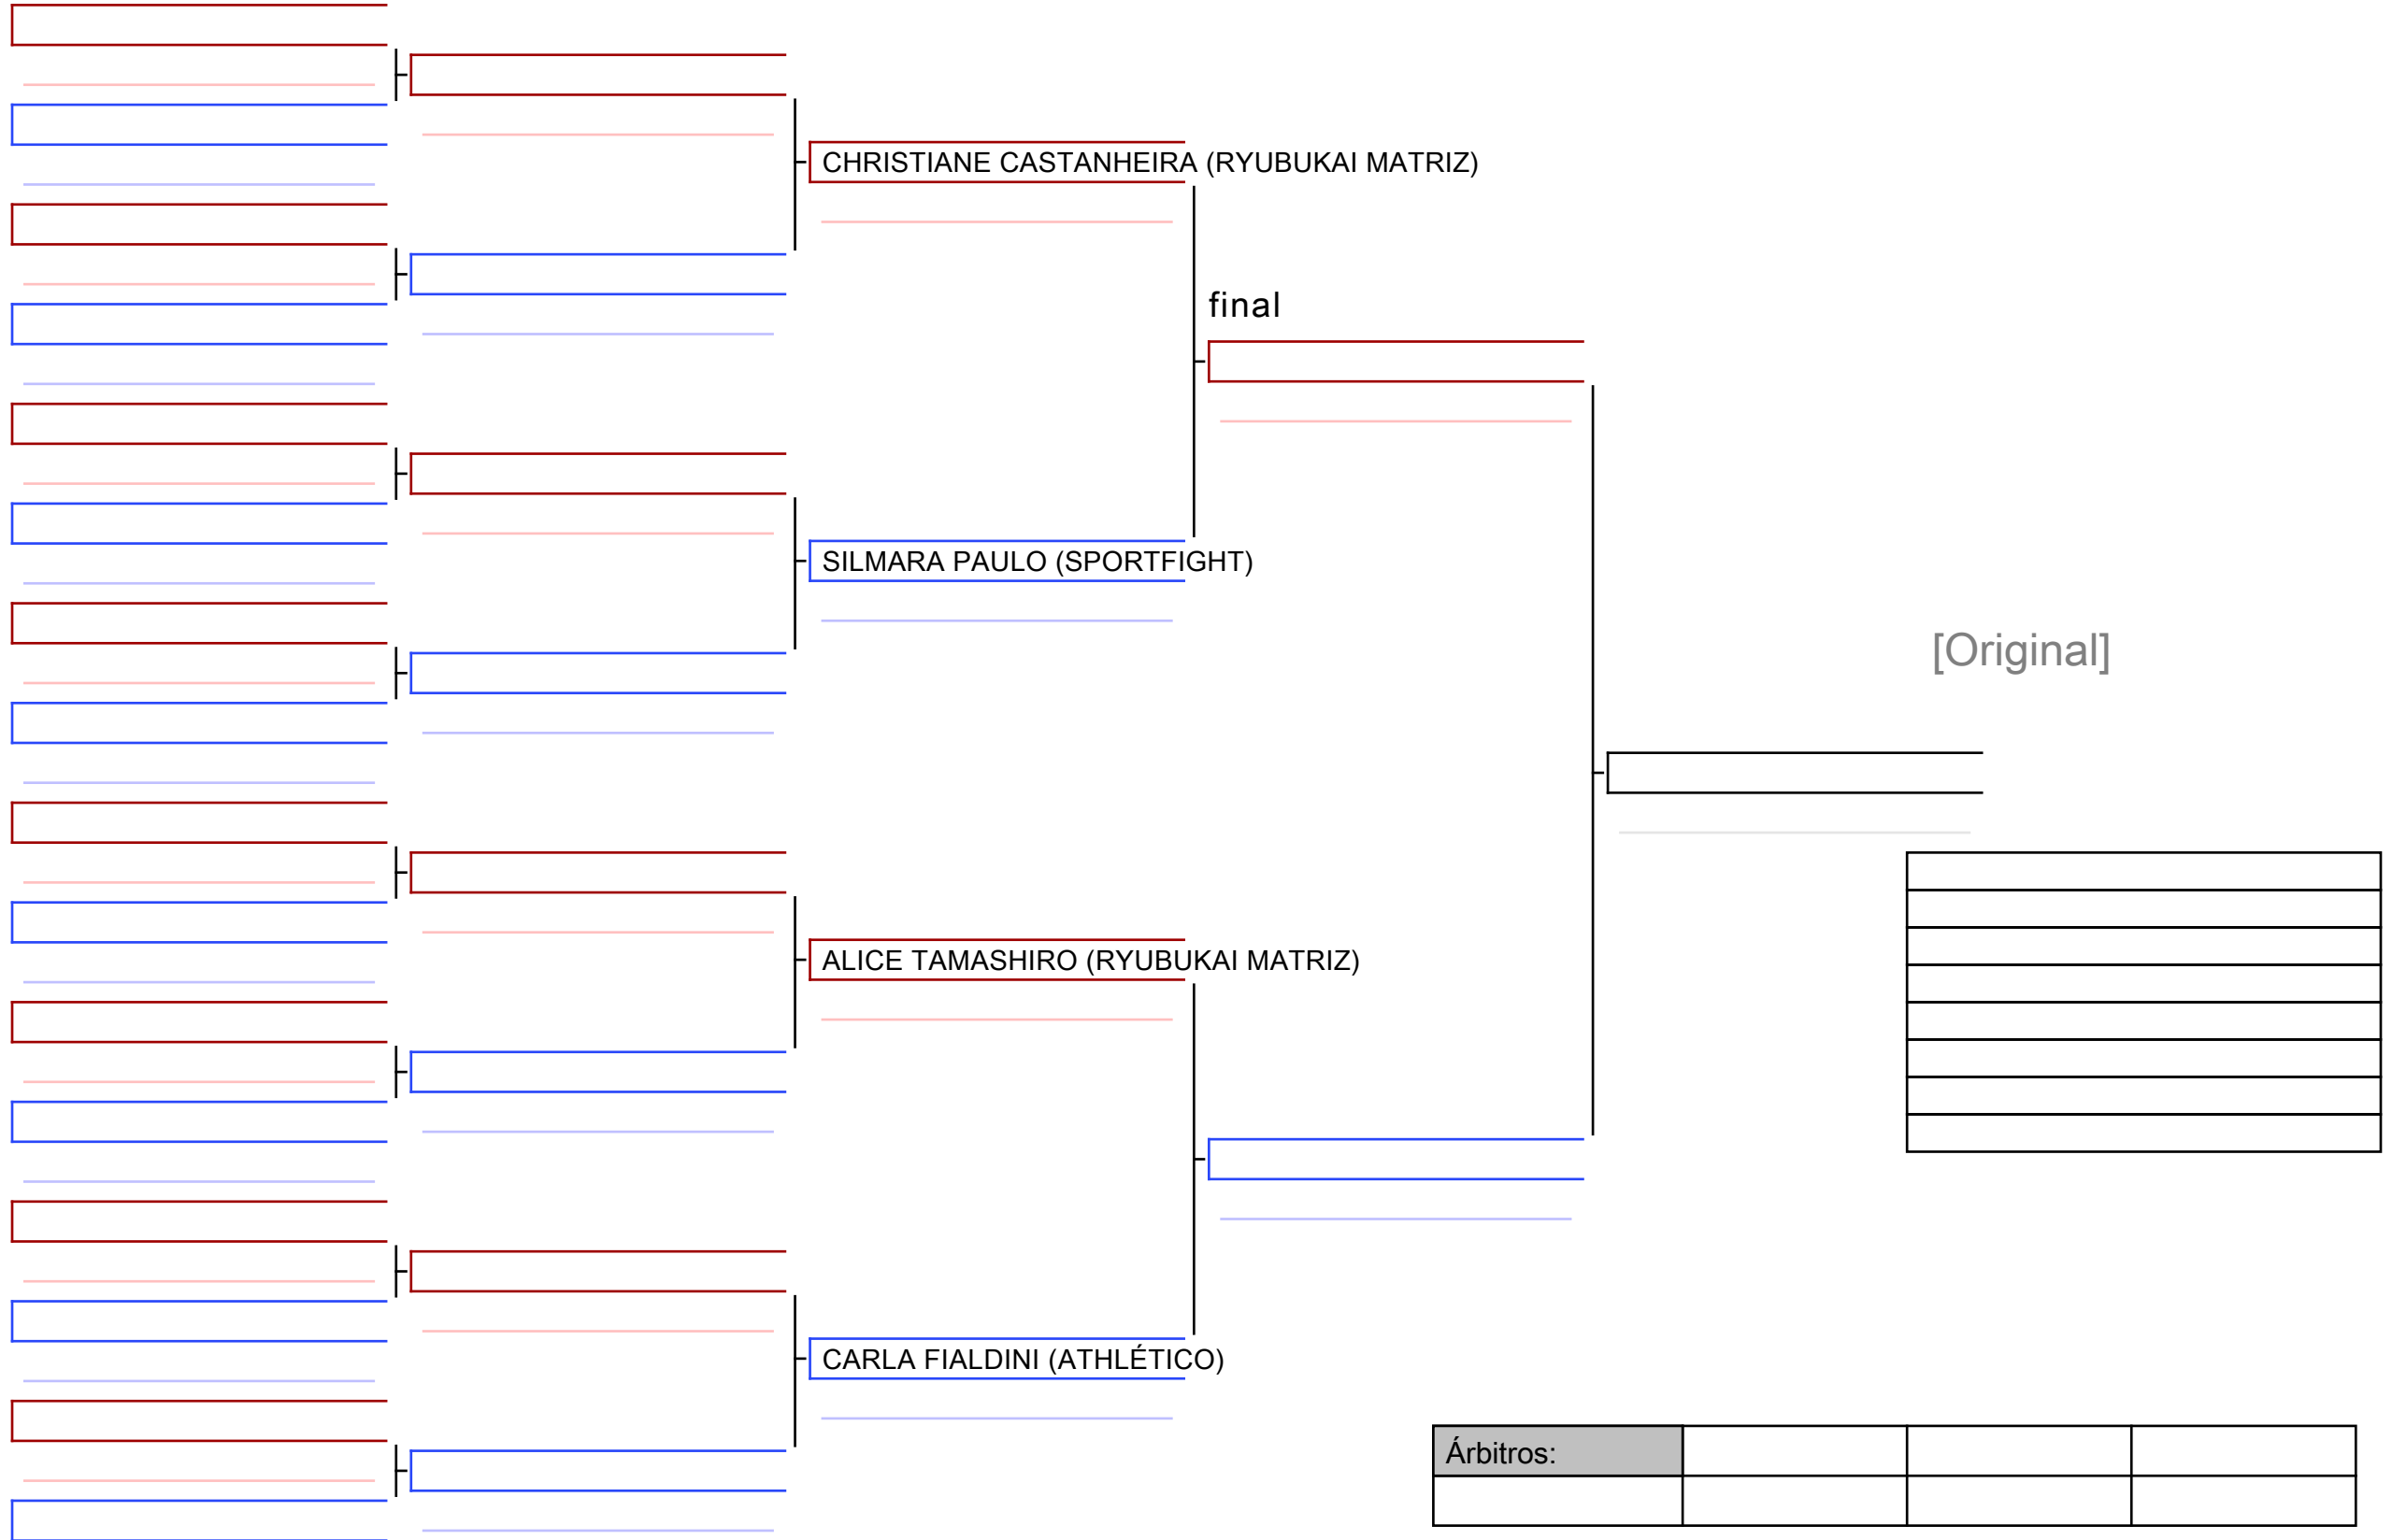 CHRISTIANE CASTANHEIRA (RYUBUKAI MATRIZ)
final
SILMARA PAULO (SPORTFIGHT)
[Original]
ALICE TAMASHIRO (RYUBUKAI MATRIZ)
CARLA FIALDINI (ATHLÉTICO)
Árbitros: